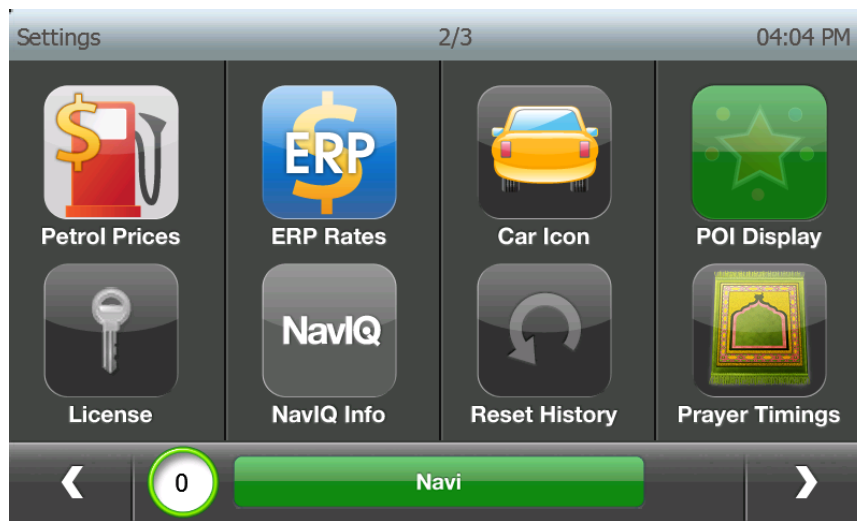 Settings 2/3 04:04 PM
$ ERP
Petrol Prices ERP Rates Car Icon POI Display
NavIQ
License NavIQ Info Reset History Prayer Timings
0 Navi